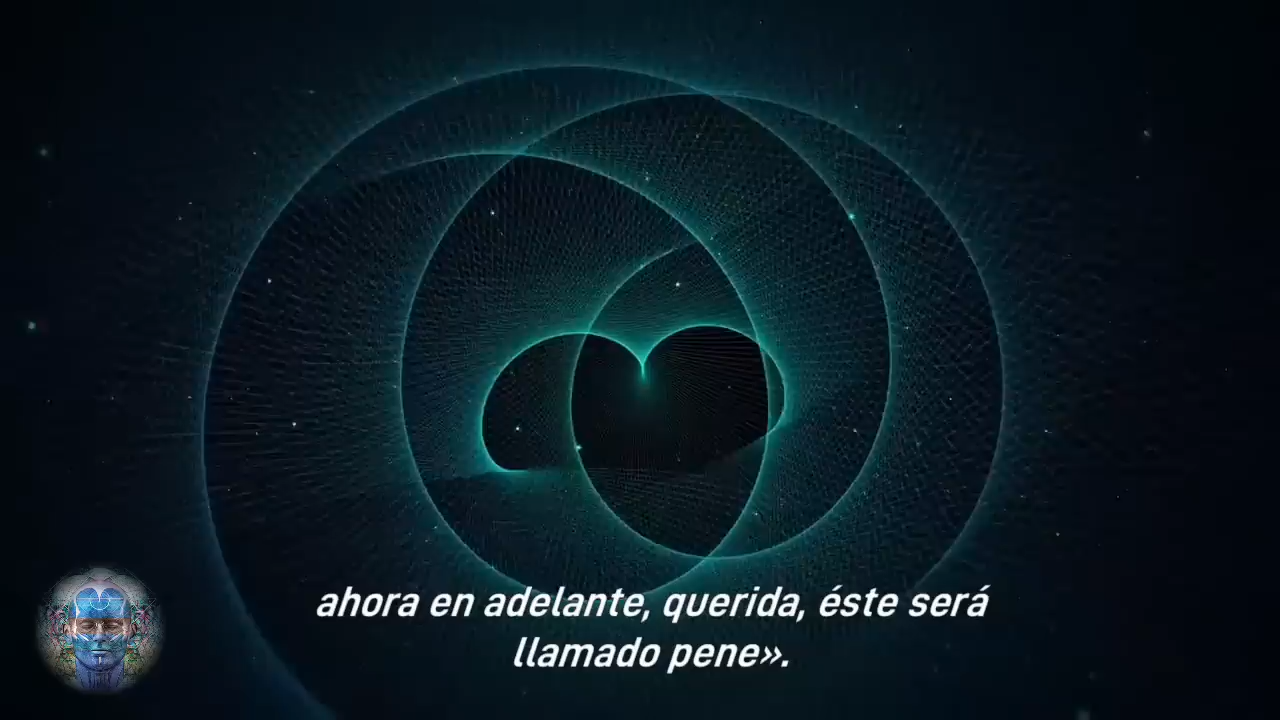 ahora en adelante, querida, éste será
llamado pene».